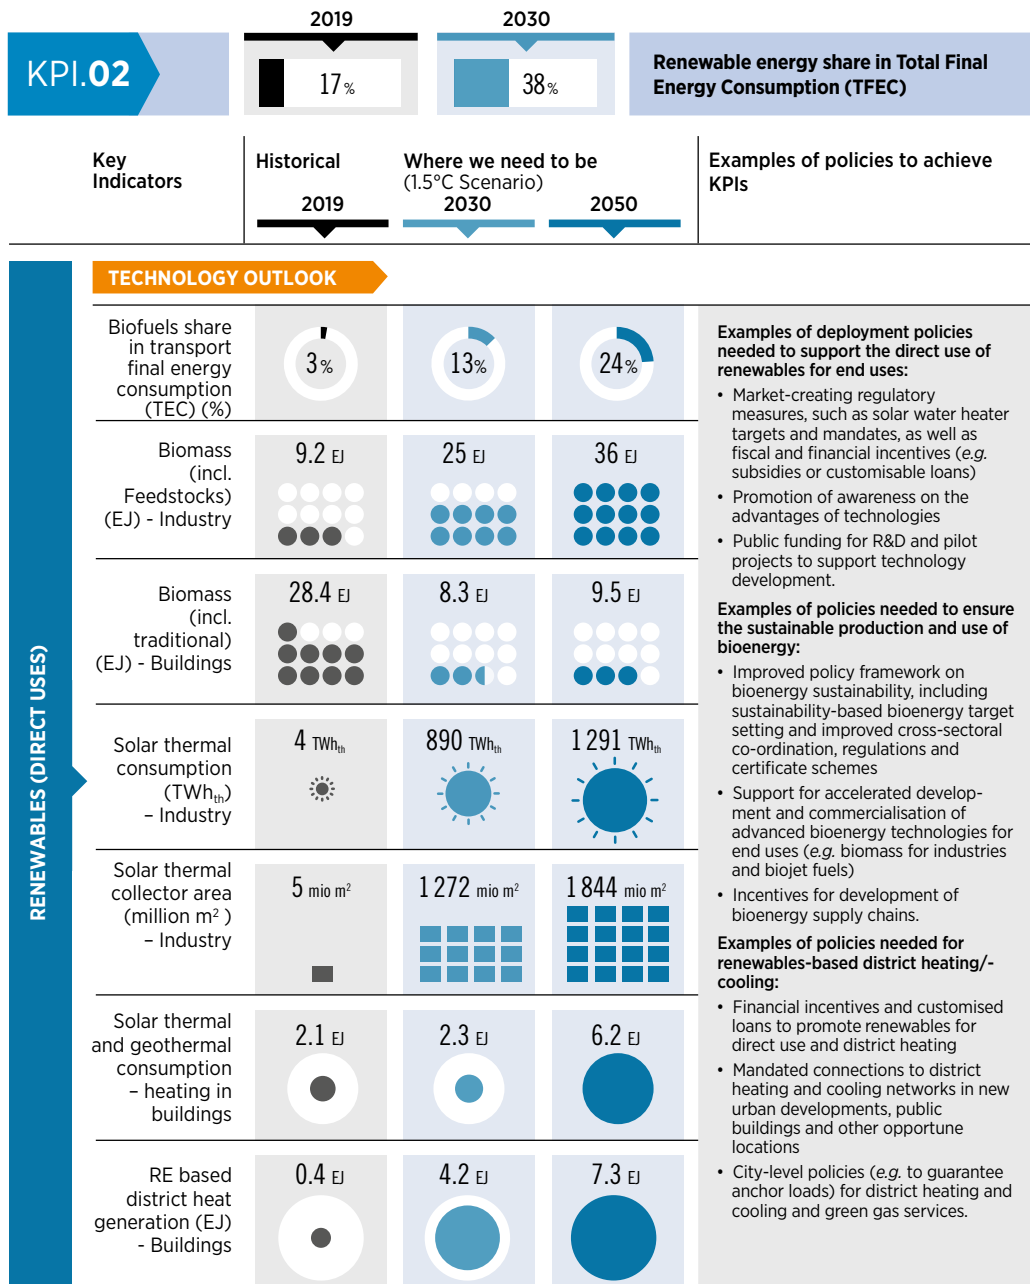 KPI.02
2019
17%
2030
38%
Renewable energy share in Total Final
Energy Consumption (TFEC)
Key
Indicators
Historical
2019
Where we need to be
(1.5°C Scenario)
2030
2050
Examples of policies to achieve
KPIs
RENEWABLES (DIRECT USES)
TECHNOLOGY OUTLOOK
Biofuels share
in transport
final energy
consumption
(TEC) (%)
3%
13%
24%
Biomass
(incl.
Feedstocks)
(EJ) - Industry
9.2 EJ
25 EJ
36 EJ
Biomass
(incl.
traditional)
(EJ) - Buildings
28.4 EJ
8.3 EJ
9.5 EJ
Solar thermal
consumption
(TWhth)
– Industry
4 TWhth
890 TWhth
1 291 TWhth
Solar thermal
collector area
(million m²)
– Industry
5 mio m²
1 272 mio m²
1 844 mio m²
Solar thermal
and geothermal
consumption
– heating in
buildings
2.1 EJ
2.3 EJ
6.2 EJ
RE based
district heat
generation (EJ)
- Buildings
0.4 EJ
4.2 EJ
7.3 EJ
Examples of deployment policies
needed to support the direct use of
renewables for end uses:
• Market-creating regulatory
measures, such as solar water heater
targets and mandates, as well as
fiscal and financial incentives (e.g.
subsidies or customisable loans)
• Promotion of awareness on the
advantages of technologies
• Public funding for R&D and pilot
projects to support technology
development.
Examples of policies needed to ensure
the sustainable production and use of
bioenergy:
• Improved policy framework on
bioenergy sustainability, including
sustainability-based bioenergy target
setting and improved cross-sectoral
co-ordination, regulations and
certificate schemes
• Support for accelerated develop-
ment and commercialisation of
advanced bioenergy technologies for
end uses (e.g. biomass for industries
and biojet fuels)
• Incentives for development of
bioenergy supply chains.
Examples of policies needed for
renewables-based district heating/-
cooling:
• Financial incentives and customised
loans to promote renewables for
direct use and district heating
• Mandated connections to district
heating and cooling networks in new
urban developments, public
buildings and other opportune
locations
• City-level policies (e.g. to guarantee
anchor loads) for district heating and
cooling and green gas services.